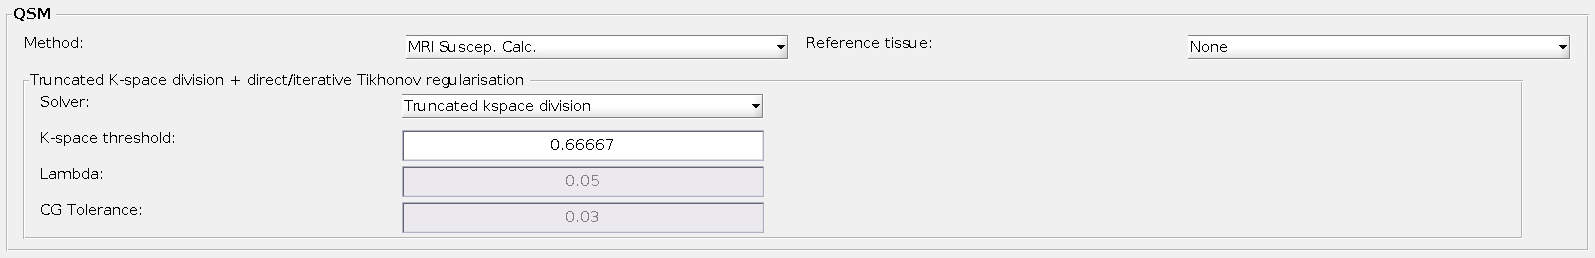 QSM
Method: MRI Suscep. Calc. Reference tissue: None
Truncated K-space division + direct/iterative Tikhonov regularisation
Solver: Truncated kspace division
K-space threshold: 0.66667
Lambda: 0.05
CG Tolerance: 0.03